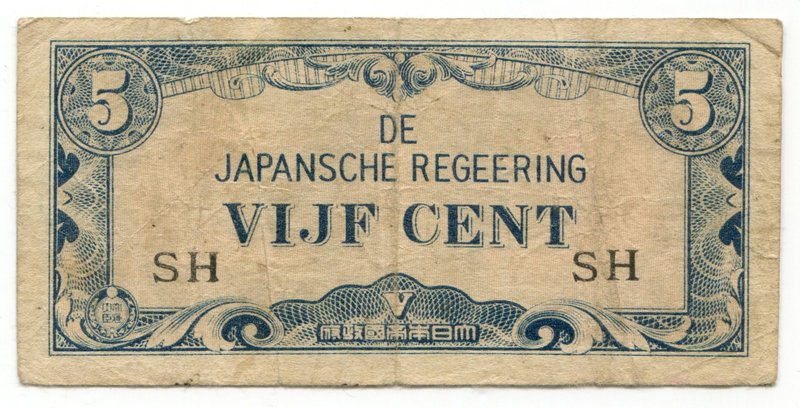 5 5
DE
JAPANSCHE REGEERING
VIJF CENT
SH SH
V
府政國帝本日大